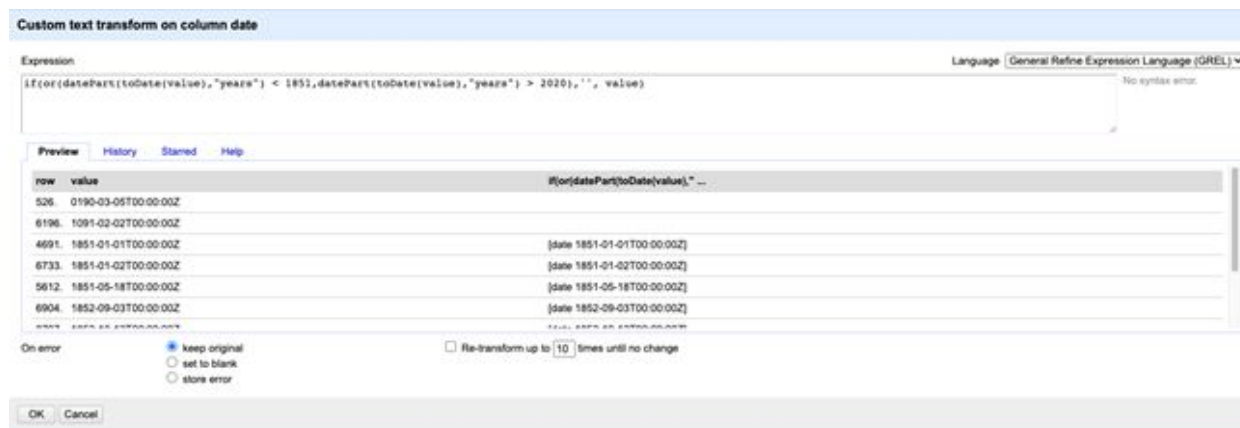 Custom text transform on column date
Expression
Language General Refine Expression Language (GREL)
if(or(datePart(toDate(value),"years") < 1851,datePart(toDate(value),"years") > 2020),'', value)
No syntax error.
Preview History Starred Help
row value if(or(datePart(toDate(value)," ...
526. 0190-03-05T00:00:00Z
6196. 1091-02-02T00:00:00Z
4691. 1851-01-01T00:00:00Z [date 1851-01-01T00:00:00Z]
6733. 1851-01-02T00:00:00Z [date 1851-01-02T00:00:00Z]
5612. 1851-05-18T00:00:00Z [date 1851-05-18T00:00:00Z]
6904. 1852-09-03T00:00:00Z [date 1852-09-03T00:00:00Z]
On error keep original Re-transform up to 10 times until no change
set to blank
store error
OK Cancel